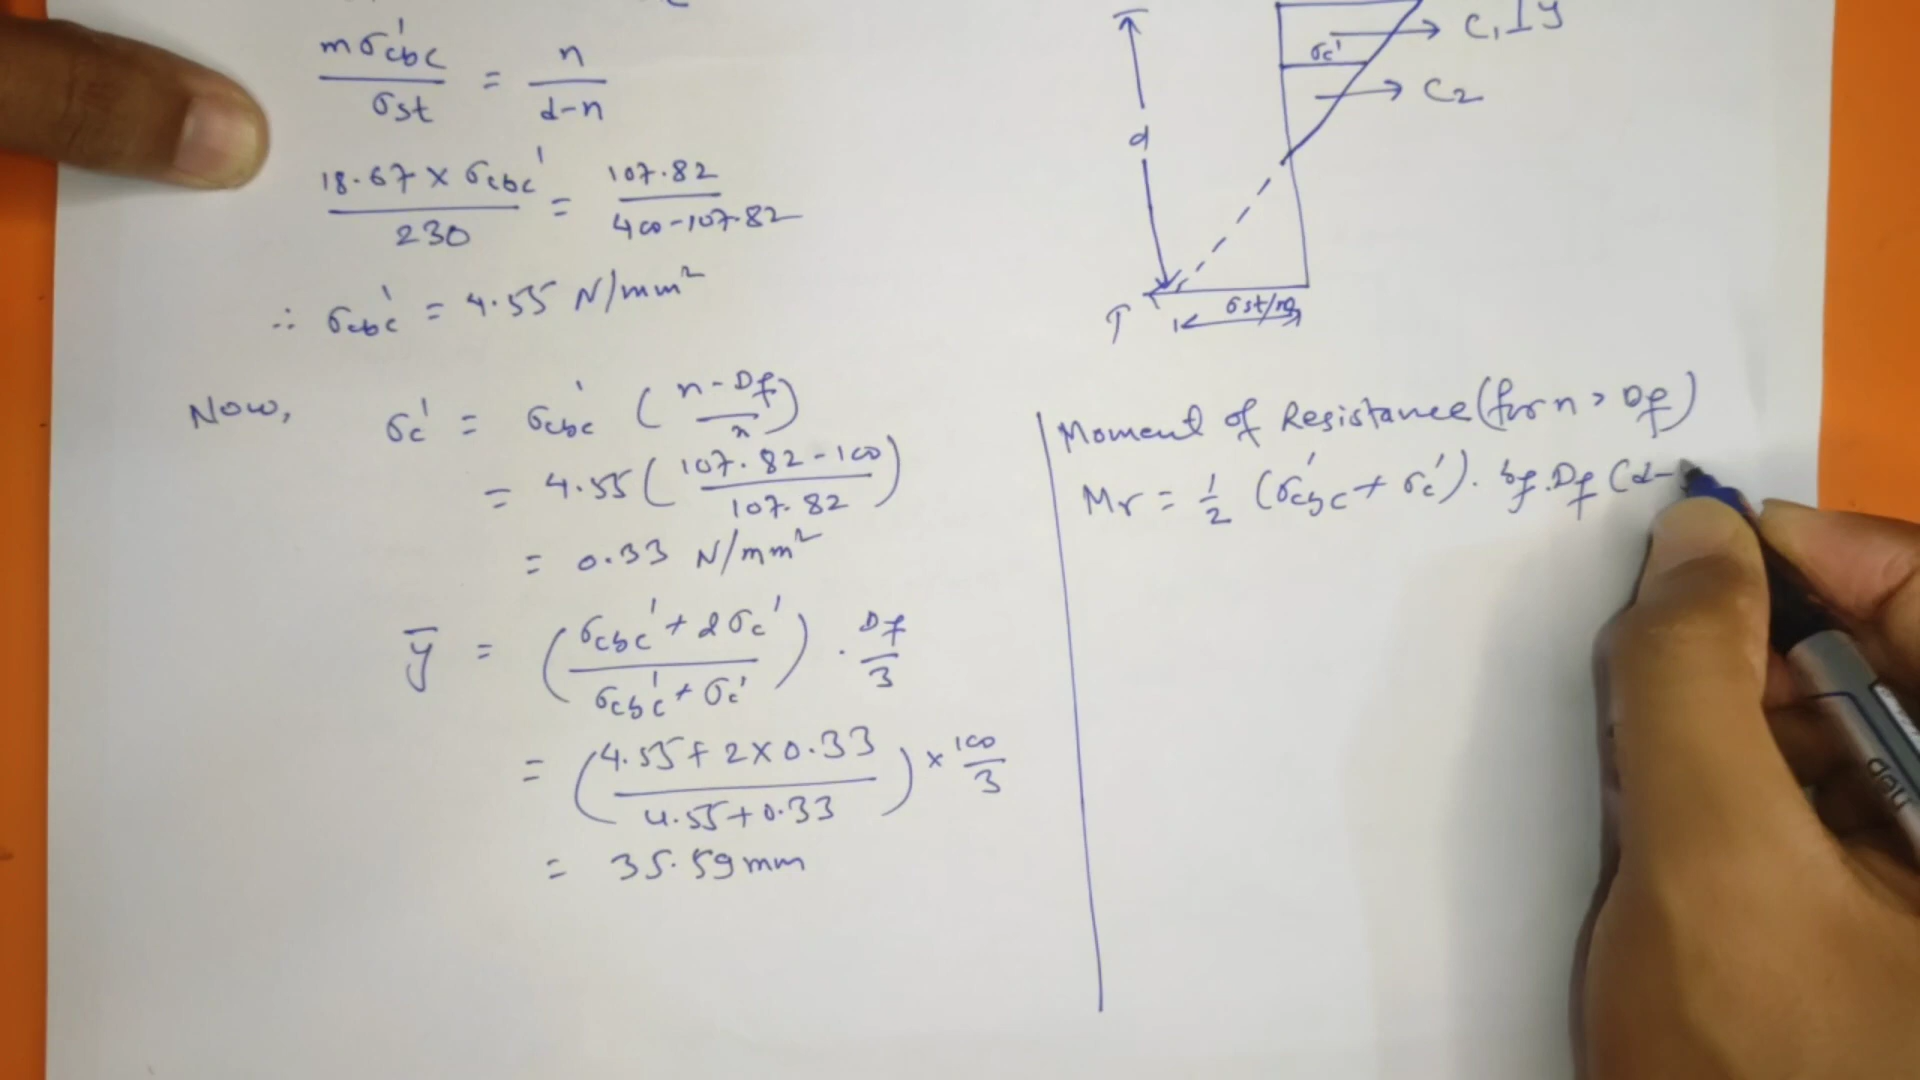 mσcbc' / σst = n / d-n
18.67 × σcbc' / 230 = 107.82 / 400-107.82
∴ σcbc' = 4.55 N/mm²
Now, σc' = σcbc' (n - Df / n)
= 4.55 (107.82 - 100 / 107.82)
= 0.33 N/mm²
ȳ = (σcbc' + 2σc' / σcbc' + σc') . Df / 3
= (4.55 + 2×0.33 / 4.55 + 0.33) × 100 / 3
= 35.59 mm
C1 I ȳ
σc'
C2
d
T
σst/m
Moment of Resistance (for n > Df)
Mr = 1/2 (σcbc' + σc') . bf . Df (d-
deli